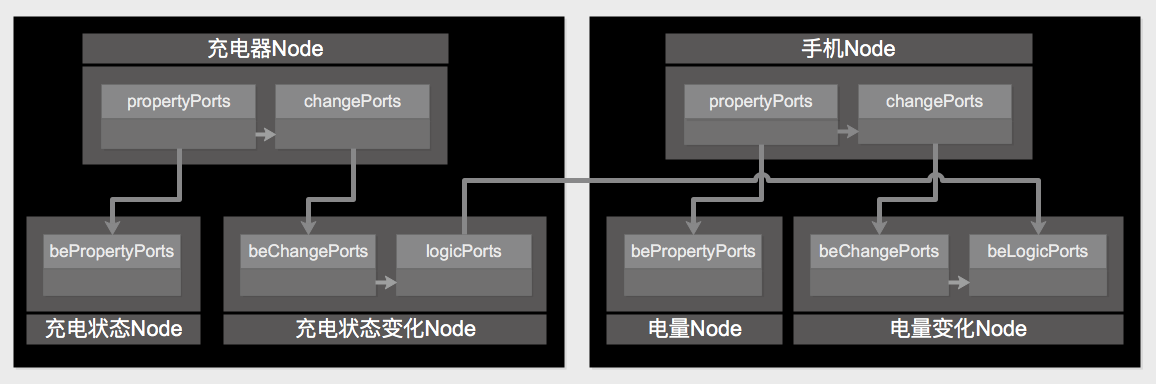 充电器Node
propertyPorts
changePorts
bePropertyPorts
beChangePorts
logicPorts
充电状态Node
充电状态变化Node
手机Node
propertyPorts
changePorts
bePropertyPorts
beChangePorts
beLogicPorts
电量Node
电量变化Node